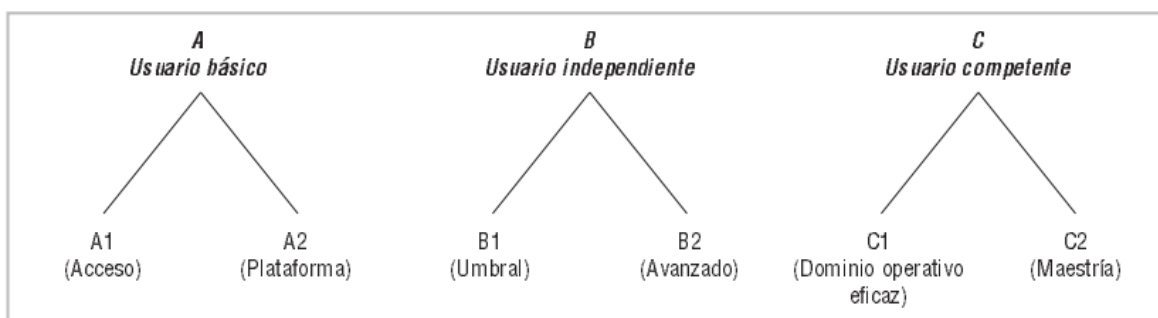 A
Usuario básico
B
Usuario independiente
C
Usuario competente
A1
(Acceso)
A2
(Plataforma)
B1
(Umbral)
B2
(Avanzado)
C1
(Dominio operativo
eficaz)
C2
(Maestría)